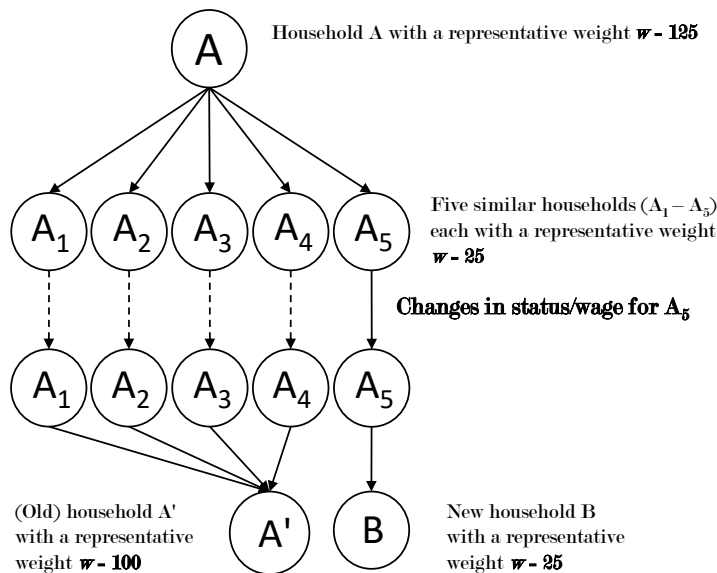 A
Household A with a representative weight w - 125
A₁ A₂ A₃ A₄ A₅
Five similar households (A₁ – A₅)
each with a representative weight
w - 25
Changes in status/wage for A₅
A₁ A₂ A₃ A₄ A₅
(Old) household A'
with a representative
weight w - 100
A' B
New household B
with a representative
weight w - 25